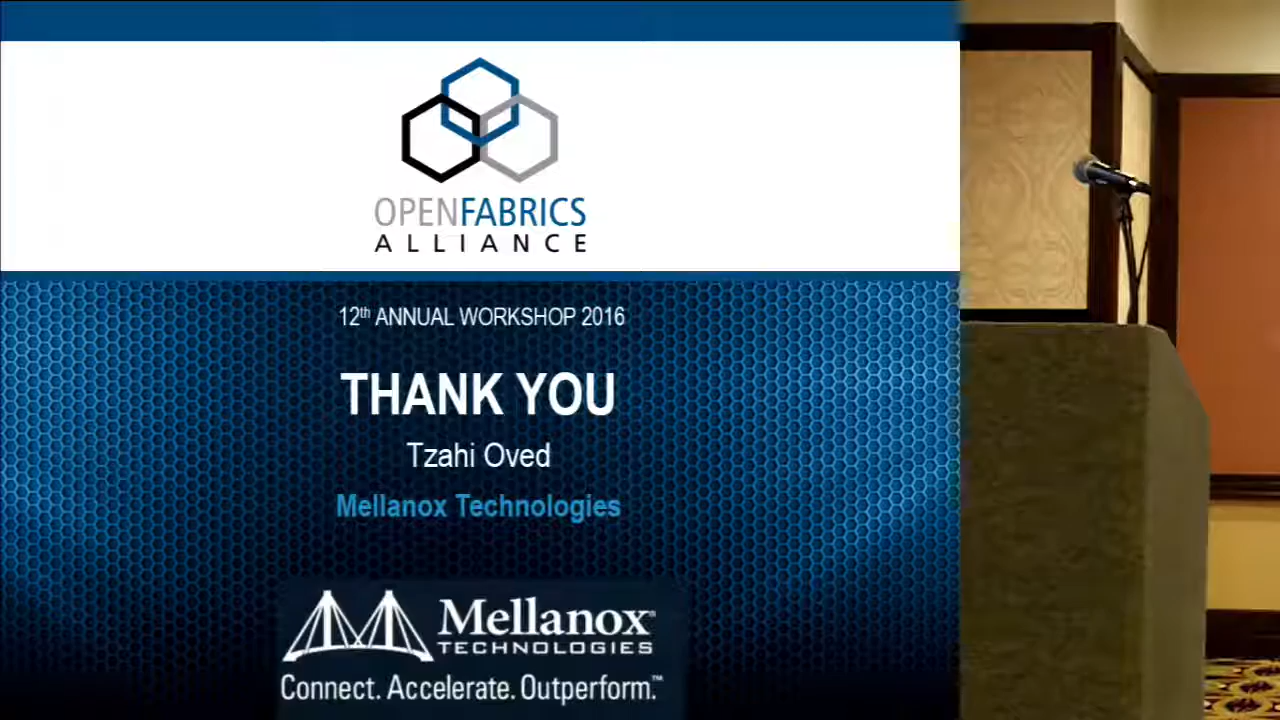 OPENFABRICS
ALLIANCE
12th ANNUAL WORKSHOP 2016
THANK YOU
Tzahi Oved
Mellanox Technologies
Mellanox
TECHNOLOGIES
Connect. Accelerate. Outperform.™